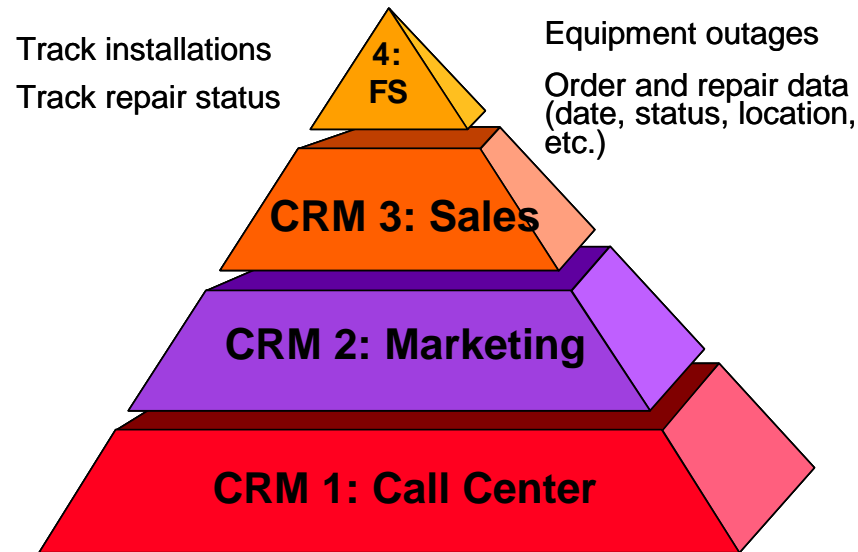 Track installations
Track repair status
4:
FS
Equipment outages
Order and repair data
(date, status, location,
etc.)
CRM 3: Sales
CRM 2: Marketing
CRM 1: Call Center